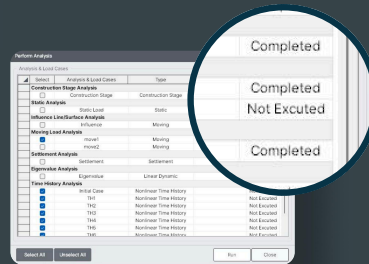 Perform Analysis
Analysis & Load Cases
Select Analysis & Load Cases Type
Construction Stage Analysis
Construction Stage Construction Stage
Static Analysis
Static Load Static
Influence Line/Surface Analysis
Influence Moving
Moving Load Analysis
move1 Moving
move2 Moving
Settlement Analysis
Settlement Settlement
Eigenvalue Analysis
Eigenvalue Linear Dynamic
Time History Analysis
Initial Case Nonlinear Time History Not Excuted
TH1 Nonlinear Time History Not Excuted
TH2 Nonlinear Time History Not Excuted
TH3 Nonlinear Time History Not Excuted
TH4 Nonlinear Time History Not Excuted
TH5 Nonlinear Time History Not Excuted
TH6 Nonlinear Time History Not Excuted
Select All Unselect All Run Close
Completed
Completed
Not Excuted
Completed